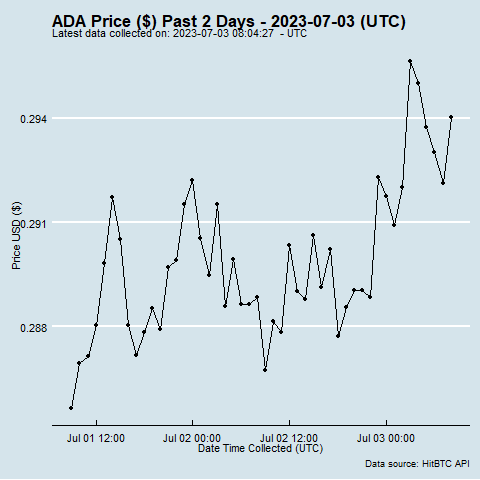 ADA Price ($) Past 2 Days - 2023-07-03 (UTC)
Latest data collected on: 2023-07-03 08:04:27  - UTC
0.294
0.291
0.288
Price USD ($)
Jul 01 12:00
Jul 02 00:00
Jul 02 12:00
Jul 03 00:00
Date Time Collected (UTC)
Data source: HitBTC API